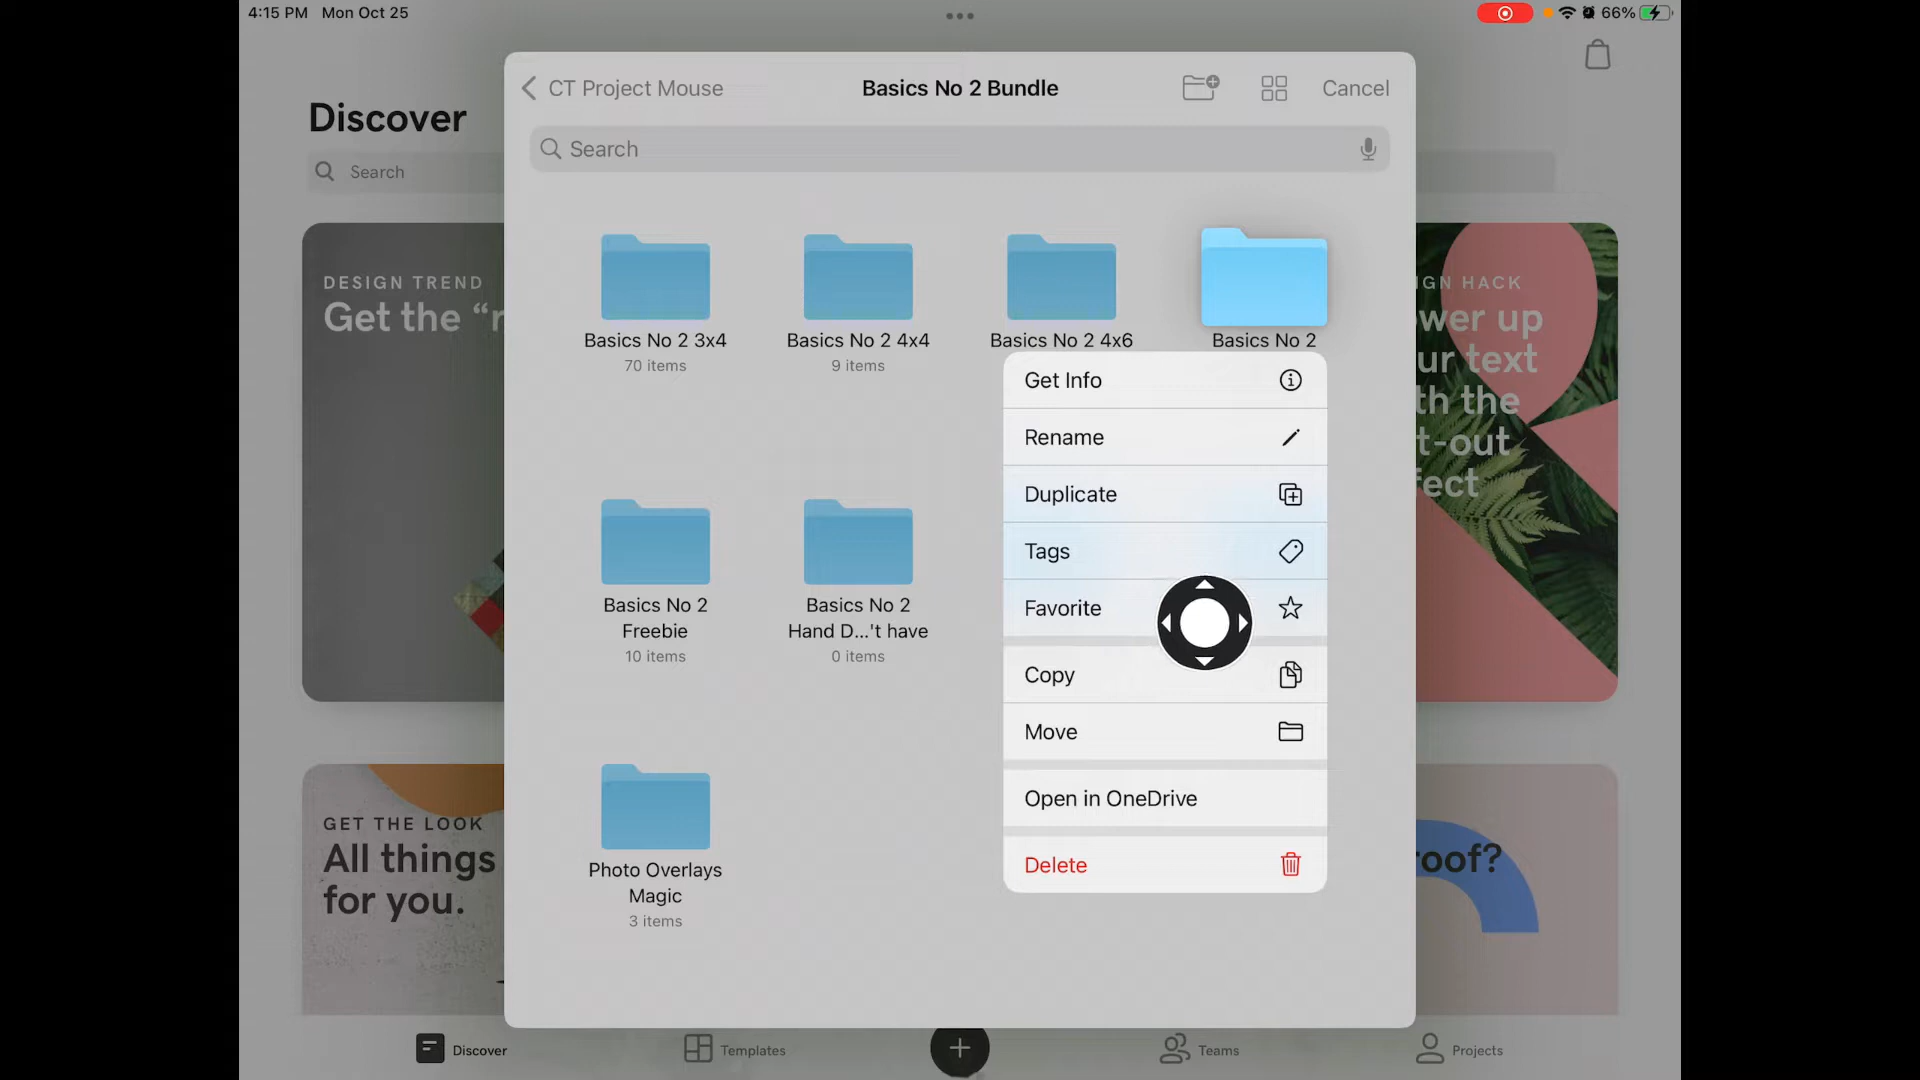 4:15 PM Mon Oct 25
66%
CT Project Mouse
Basics No 2 Bundle
Cancel
Search
Discover
Search
DESIGN TREND
Get the “
Basics No 2 3x4
70 items
Basics No 2 4x4
9 items
Basics No 2 4x6
Basics No 2
Get Info
Rename
Duplicate
Tags
Favorite
Copy
Move
Open in OneDrive
Delete
Basics No 2
Freebie
10 items
Basics No 2
Hand D...'t have
0 items
Photo Overlays
Magic
3 items
GN HACK
wer up
ur text
th the
t-out
fect
GET THE LOOK
All things
for you.
roof?
Discover
Templates
Teams
Projects